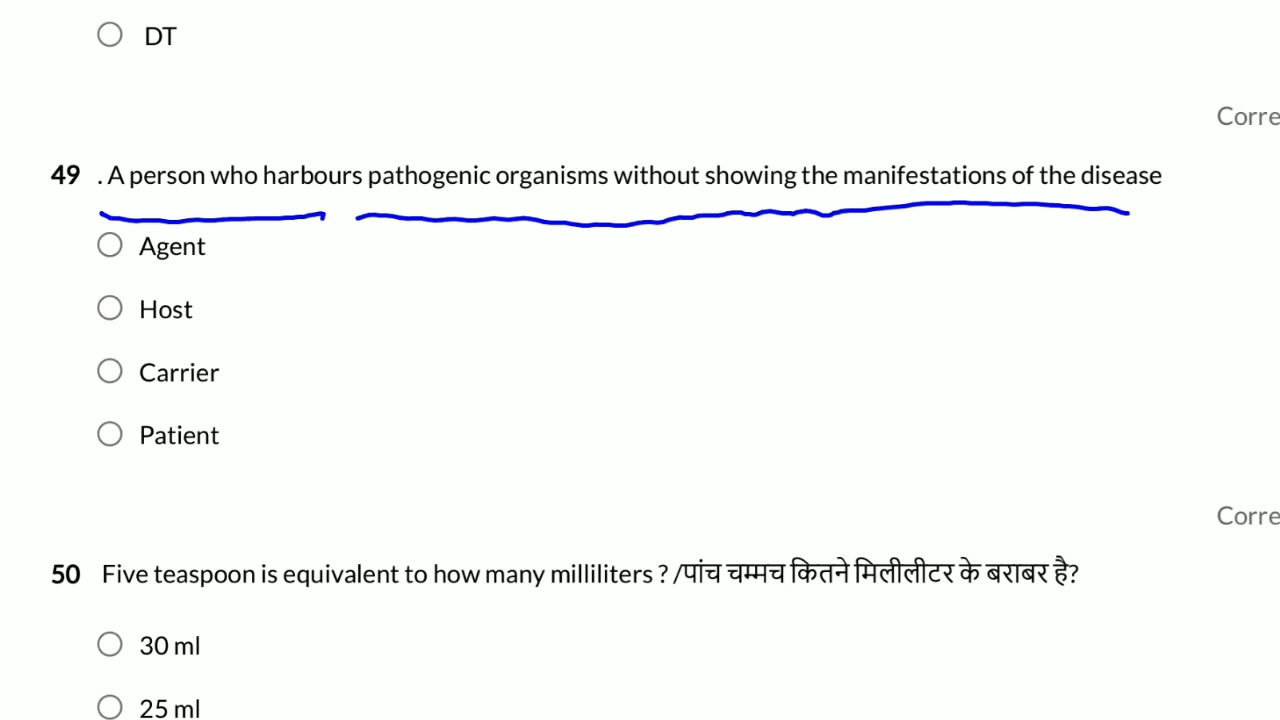 DT
Corre
49 . A person who harbours pathogenic organisms without showing the manifestations of the disease
Agent
Host
Carrier
Patient
Corre
50 Five teaspoon is equivalent to how many milliliters ? /पांच चम्मच कितने मिलीलीटर के बराबर है?
30 ml
25 ml